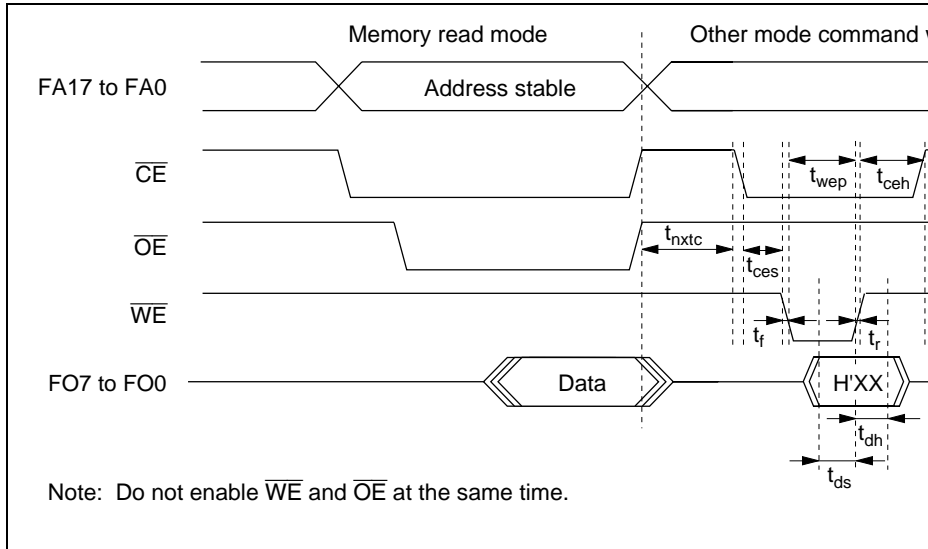 Memory read mode
Other mode command
FA17 to FA0
Address stable
CE
twep
tceh
OE
tnxtc
tces
WE
tf
tr
FO7 to FO0
Data
H'XX
tdh
tds
Note: Do not enable WE and OE at the same time.